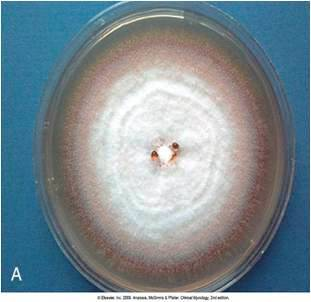 A
© Elsevier, Inc. 2009. Anaissie, McGinnis & Pfaller: Clinical Mycology, 2nd edition.